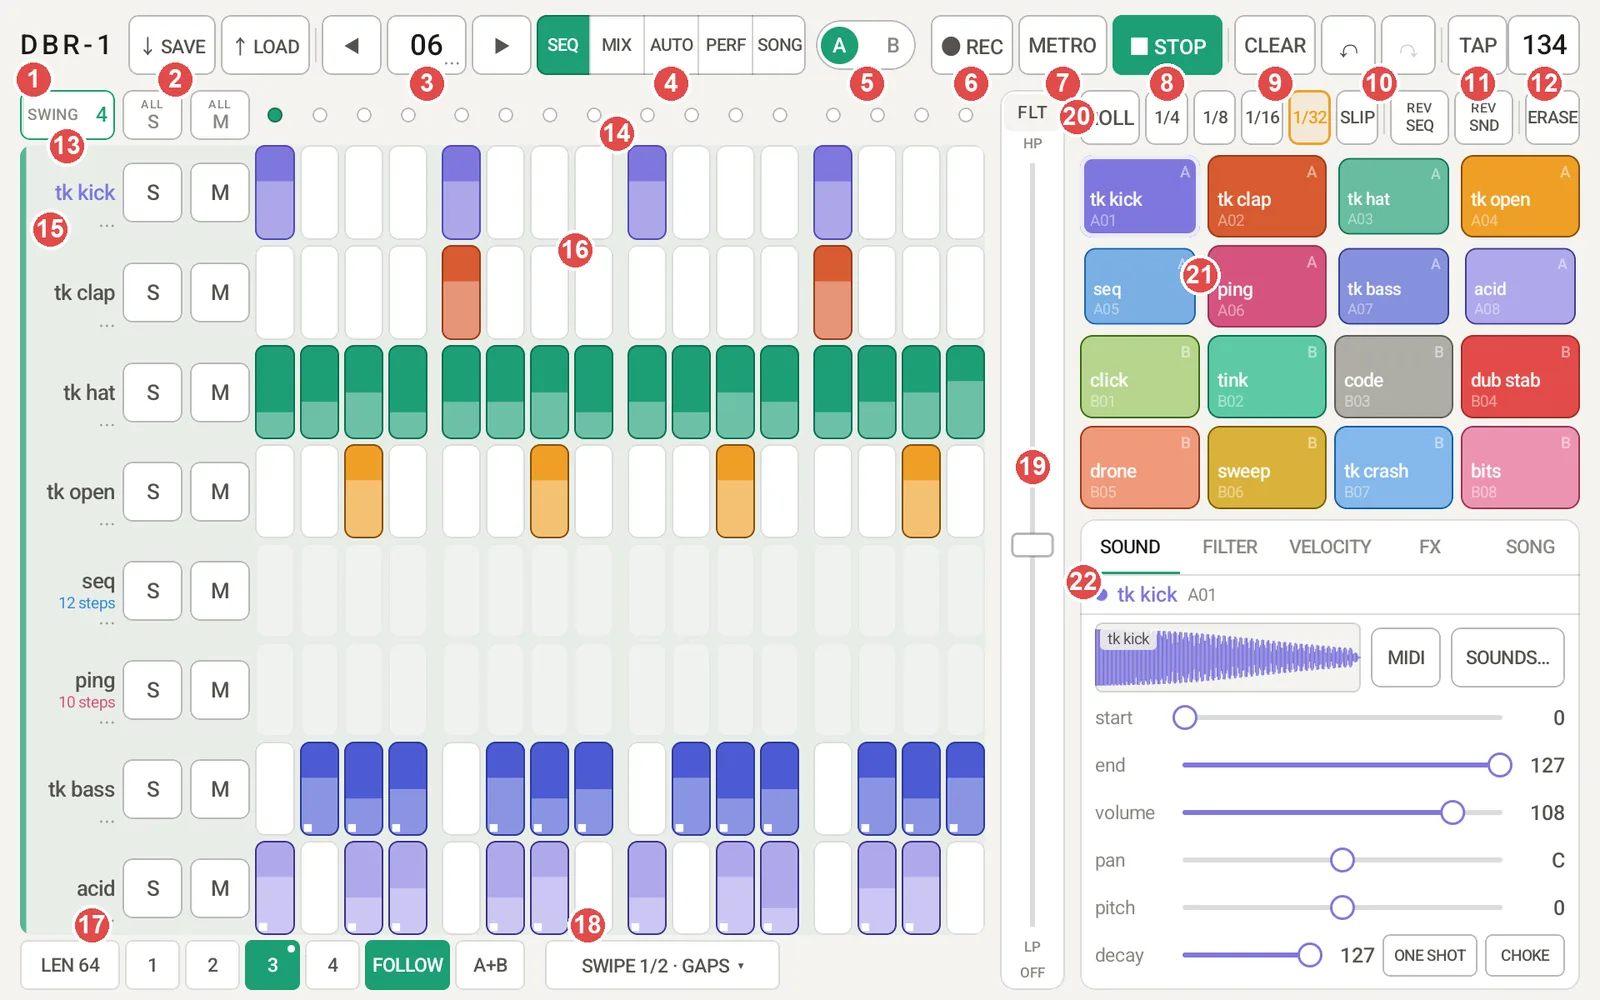 DBR-1
↓ SAVE
↑ LOAD
◀
06
...
▶
SEQ
MIX
AUTO
PERF
SONG
A
B
REC
METRO
STOP
CLEAR
TAP
134
1
2
3
4
5
6
7
8
9
10
11
12
SWING 4
ALL
S
ALL
M
FLT
20
OLL
1/4
1/8
1/16
1/32
SLIP
REV
SEQ
REV
SND
ERASE
13
14
HP
tk kick
...
S
M
15
16
tk clap
...
S
M
tk hat
...
S
M
tk open
...
S
M
seq
12 steps
...
S
M
ping
10 steps
...
S
M
tk bass
...
S
M
acid
S
M
17
18
LEN 64
1
2
3
4
FOLLOW
A+B
SWIPE 1/2 · GAPS ▾
19
LP
OFF
A
tk kick
A01
A
tk clap
A02
A
tk hat
A03
A
tk open
A04
seq
A05
21
A
ping
A06
A
tk bass
A07
A
acid
A08
B
click
B01
B
tink
B02
B
code
B03
B
dub stab
B04
B
drone
B05
B
sweep
B06
B
tk crash
B07
B
bits
B08
SOUND
FILTER
VELOCITY
FX
SONG
22
tk kick A01
tk kick
MIDI
SOUNDS...
start 0
end 127
volume 108
pan C
pitch 0
decay 127
ONE SHOT
CHOKE